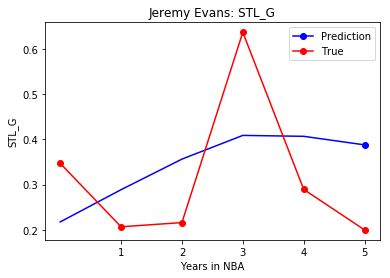 Jeremy Evans: STL_G
Prediction
True
0.6
0.5
0.4
0.3
0.2
STL_G
1 2 3 4 5
Years in NBA